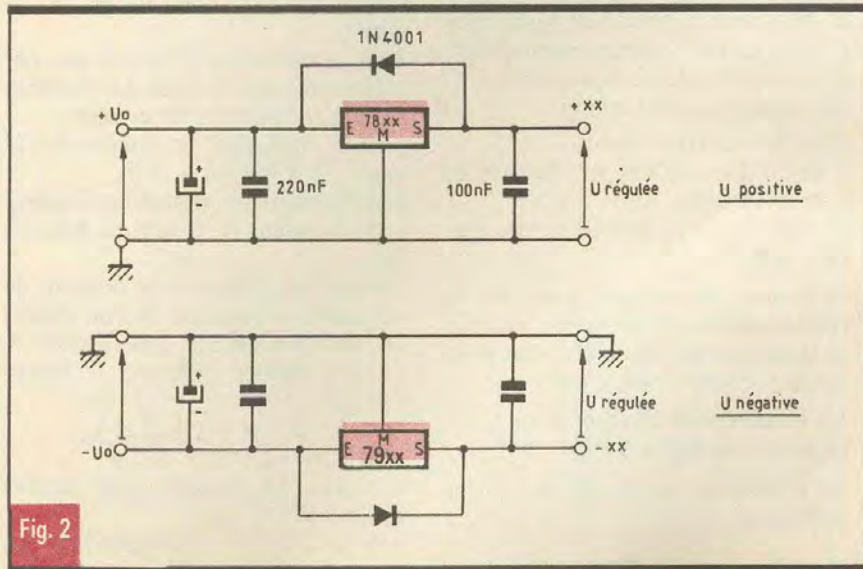 1N4001
+ Uo
78xx
E M S
+ xx
+
-
220nF
100nF
U régulée
U positive
+
-
U régulée
U négative
- Uo
E M S
79xx
- xx
Fig. 2